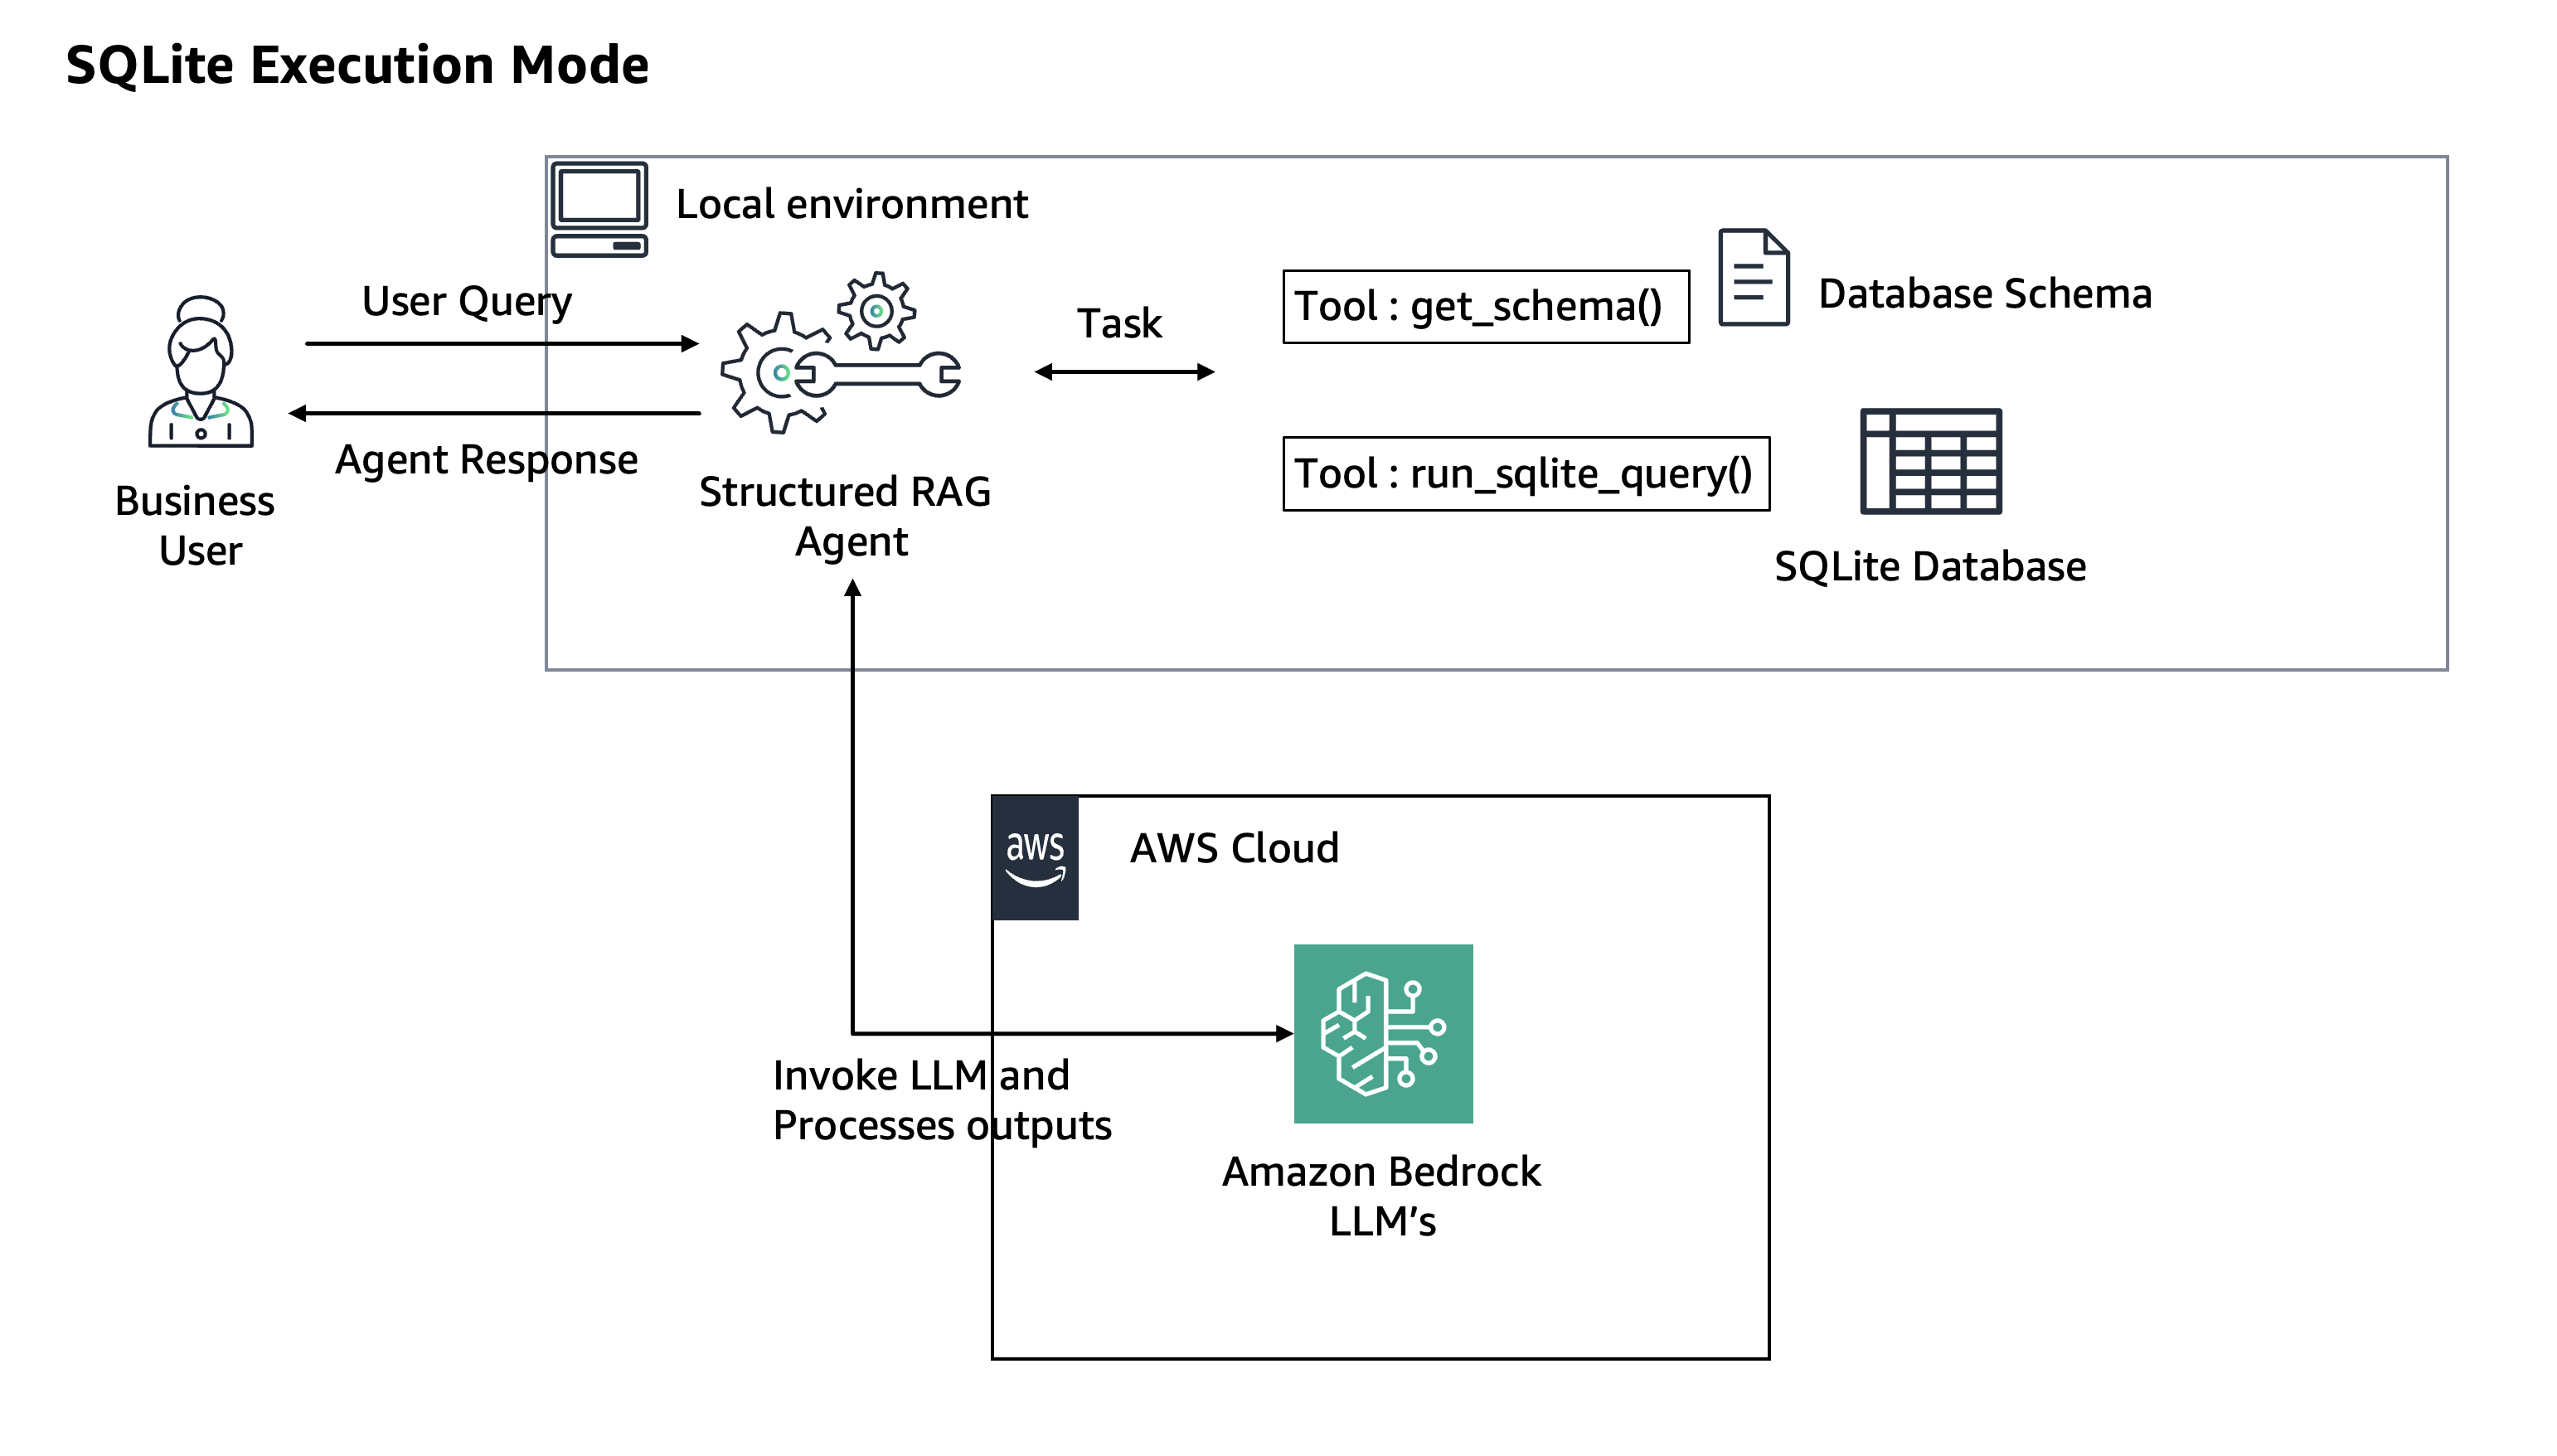 SQLite Execution Mode
Local environment
User Query
Agent Response
Business
User
Structured RAG
Agent
Task
Tool : get_schema()
Database Schema
Tool : run_sqlite_query()
SQLite Database
aws
AWS Cloud
Invoke LLM and
Processes outputs
Amazon Bedrock
LLM’s